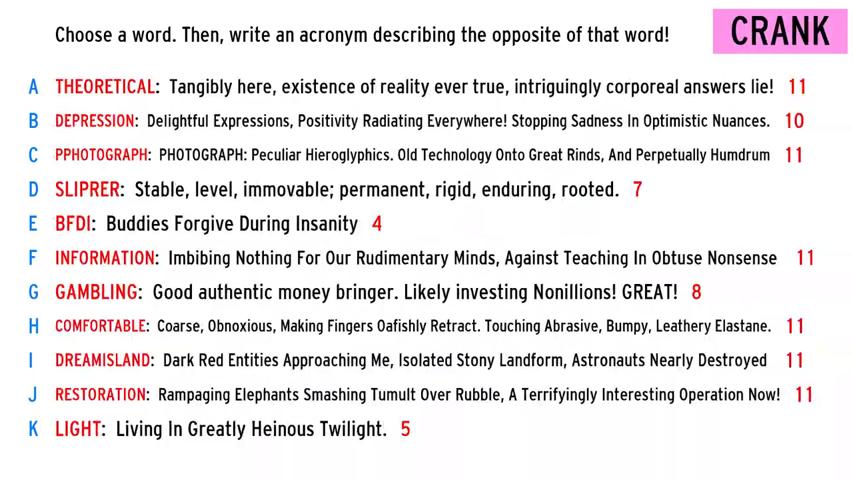 Choose a word. Then, write an acronym describing the opposite of that word!
CRANK
A THEORETICAL: Tangibly here, existence of reality ever true, intriguingly corporeal answers lie! 11
B DEPRESSION: Delightful Expressions, Positivity Radiating Everywhere! Stopping Sadness In Optimistic Nuances. 10
C PPHOTOGRAPH: PHOTOGRAPH: Peculiar Hieroglyphics. Old Technology Onto Great Rinds, And Perpetually Humdrum 11
D SLIPRER: Stable, level, immovable; permanent, rigid, enduring, rooted. 7
E BFDI: Buddies Forgive During Insanity 4
F INFORMATION: Imbibing Nothing For Our Rudimentary Minds, Against Teaching In Obtuse Nonsense 11
G GAMBLING: Good authentic money bringer. Likely investing Nonillions! GREAT! 8
H COMFORTABLE: Coarse, Obnoxious, Making Fingers Oafishly Retract. Touching Abrasive, Bumpy, Leathery Elastane. 11
I DREAMISLAND: Dark Red Entities Approaching Me, Isolated Stony Landform, Astronauts Nearly Destroyed 11
J RESTORATION: Rampaging Elephants Smashing Tumult Over Rubble, A Terrifyingly Interesting Operation Now! 11
K LIGHT: Living In Greatly Heinous Twilight. 5